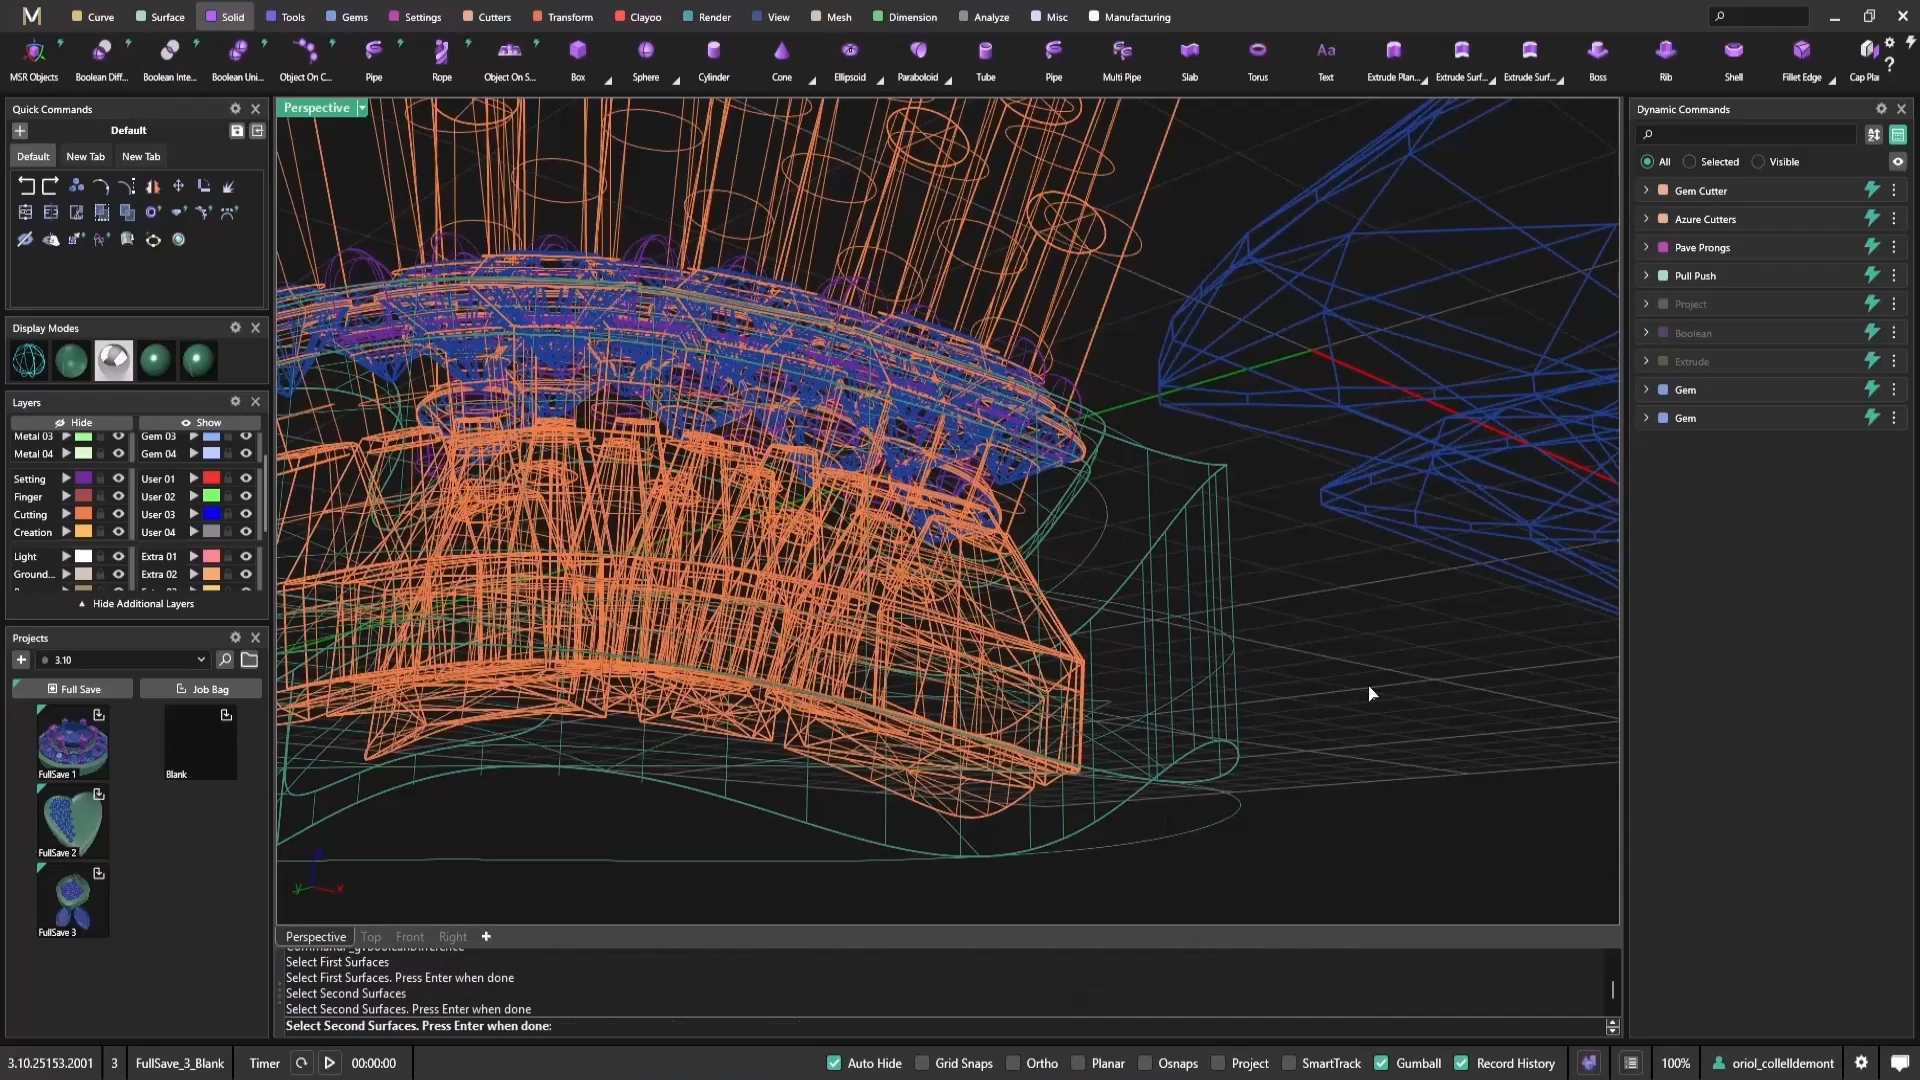 M Curve Surface Solid Tools Gems Settings Cutters Transform Clayoo Render View Mesh Dimension Analyze Misc Manufacturing
MSR Objects Boolean Diff... Boolean Inte... Boolean Uni... Object On C... Pipe Rope Object On S... Box Sphere Cylinder Cone Ellipsoid Paraboloid Tube Pipe Multi Pipe Slab Torus Text Extrude Plan... Extrude Surf... Extrude Surf... Boss Rib Shell Fillet Edge Cap Pla
Aa
?
Quick Commands
Default
Default New Tab New Tab
Display Modes
Layers
Hide Show
Metal 03 Gem 03
Metal 04 Gem 04
Setting User 01
Finger User 02
Cutting User 03
Creation User 04
Light Extra 01
Ground... Extra 02
Hide Additional Layers
Projects
3.10
Full Save Job Bag
FullSave 1 Blank
FullSave 2
FullSave 3
Perspective
y x
Perspective Top Front Right
Select First Surfaces
Select First Surfaces. Press Enter when done
Select Second Surfaces
Select Second Surfaces. Press Enter when done
Select Second Surfaces. Press Enter when done:
Dynamic Commands
All Selected Visible
Gem Cutter
Azure Cutters
Pave Prongs
Pull Push
Project
Boolean
Extrude
Gem
Gem
3.10.25153.2001 3 FullSave_3_Blank Timer 00:00:00 Auto Hide Grid Snaps Ortho Planar Osnaps Project SmartTrack Gumball Record History 100% oriol_collelldemont